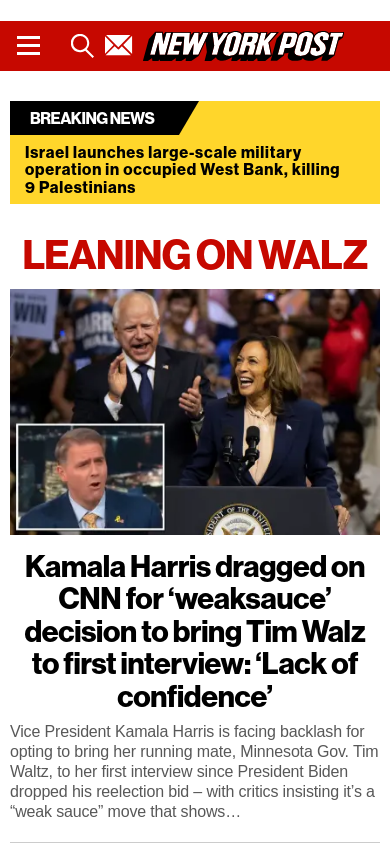 NEW YORK POST
BREAKING NEWS
Israel launches large-scale military
operation in occupied West Bank, killing
9 Palestinians
LEANING ON WALZ
WIN
Kamala Harris dragged on
CNN for ‘weaksauce’
decision to bring Tim Walz
to first interview: ‘Lack of
confidence’
Vice President Kamala Harris is facing backlash for
opting to bring her running mate, Minnesota Gov. Tim
Waltz, to her first interview since President Biden
dropped his reelection bid – with critics insisting it’s a
“weak sauce” move that shows…